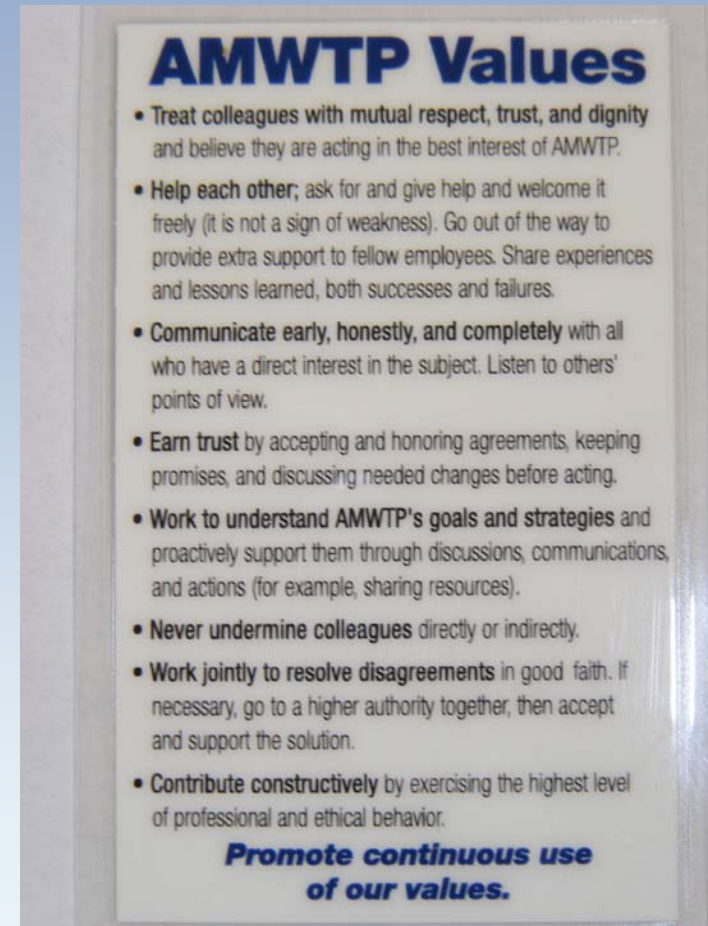 AMWTP Values
• Treat colleagues with mutual respect, trust, and dignity
and believe they are acting in the best interest of AMWTP.
• Help each other; ask for and give help and welcome it
freely (it is not a sign of weakness). Go out of the way to
provide extra support to fellow employees. Share experiences
and lessons learned, both successes and failures.
• Communicate early, honestly, and completely with all
who have a direct interest in the subject. Listen to others'
points of view.
• Earn trust by accepting and honoring agreements, keeping
promises, and discussing needed changes before acting.
• Work to understand AMWTP's goals and strategies and
proactively support them through discussions, communications,
and actions (for example, sharing resources).
• Never undermine colleagues directly or indirectly.
• Work jointly to resolve disagreements in good faith. If
necessary, go to a higher authority together, then accept
and support the solution.
• Contribute constructively by exercising the highest level
of professional and ethical behavior.
Promote continuous use
of our values.